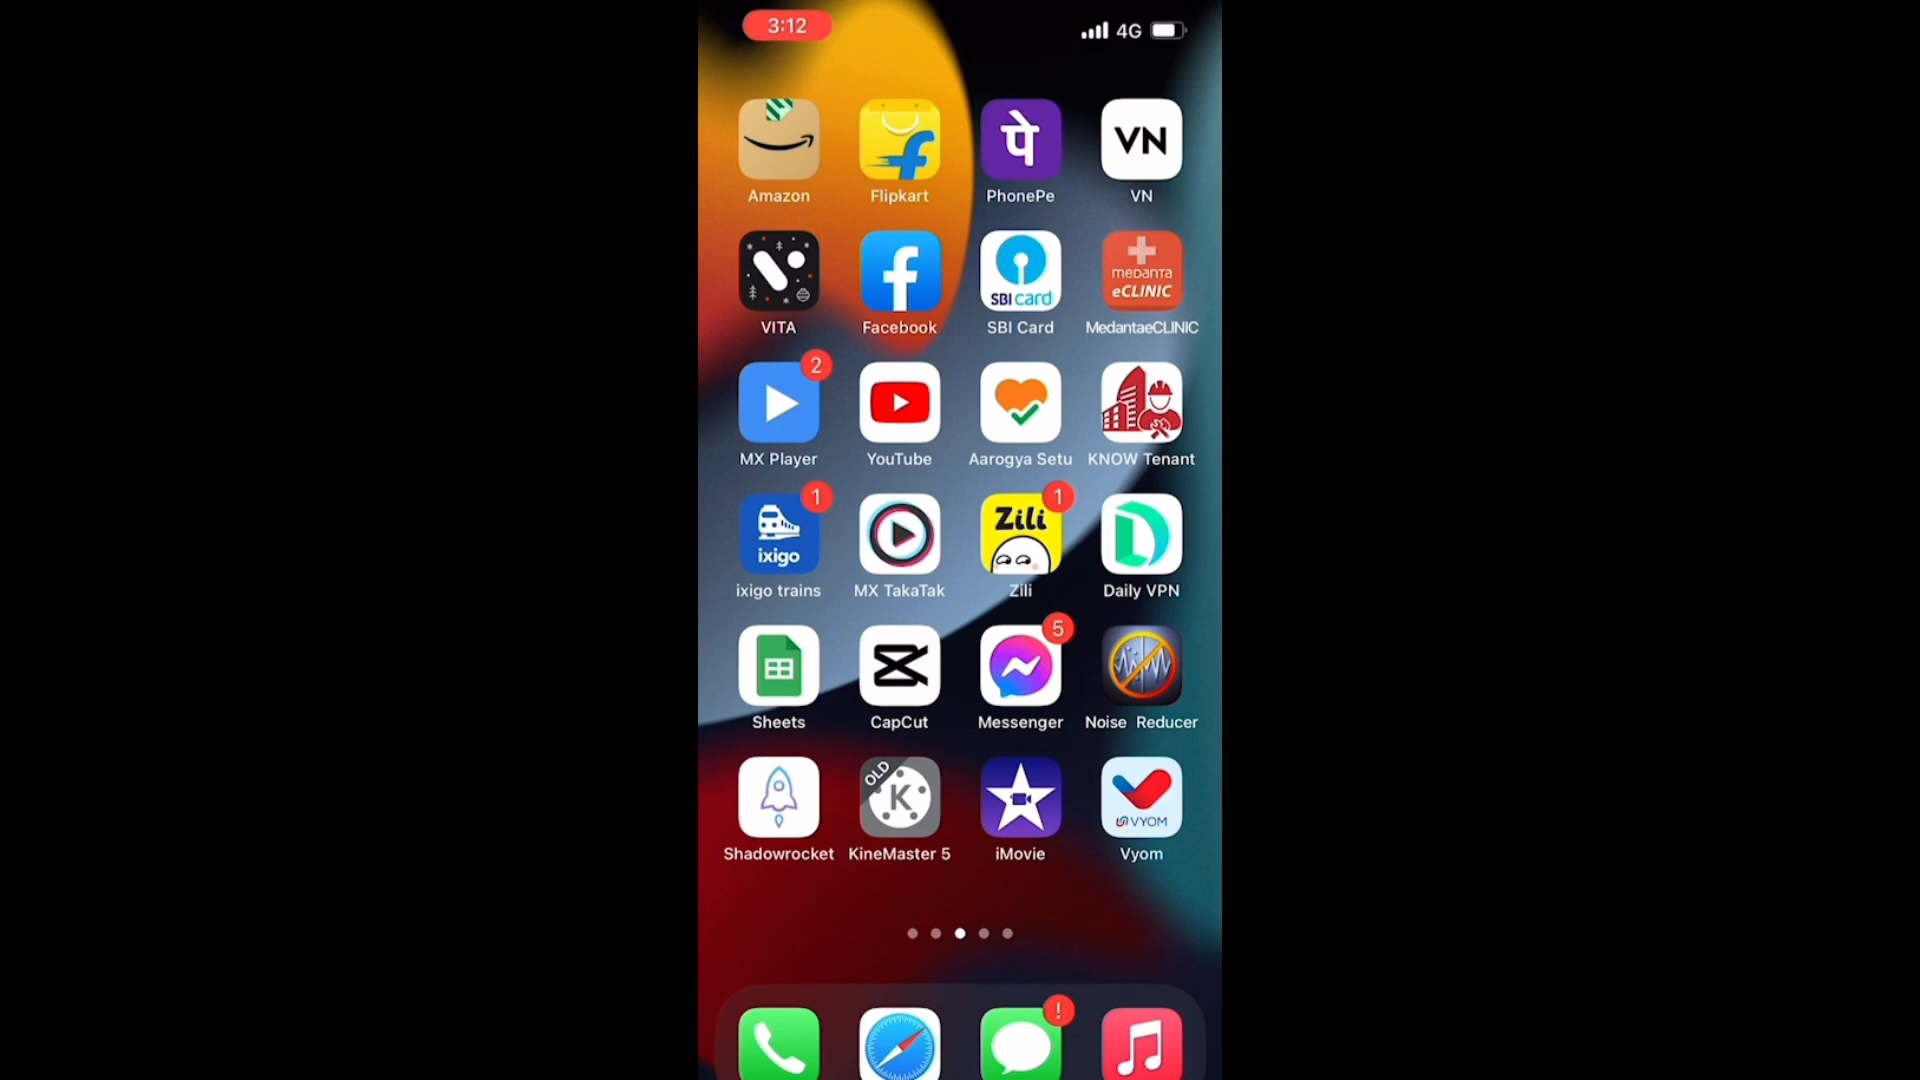 3:12
4G
पे
VN
Amazon
Flipkart
PhonePe
VN
SBI card
medanta
eCLINIC
VITA
Facebook
SBI Card
MedantaeCLINIC
2
MX Player
YouTube
Aarogya Setu
KNOW Tenant
1
1
ixigo
Zili
ixigo trains
MX TakaTak
Zili
Daily VPN
5
Sheets
CapCut
Messenger
Noise Reducer
OLD
K
VYOM
Shadowrocket
KineMaster 5
iMovie
Vyom
!